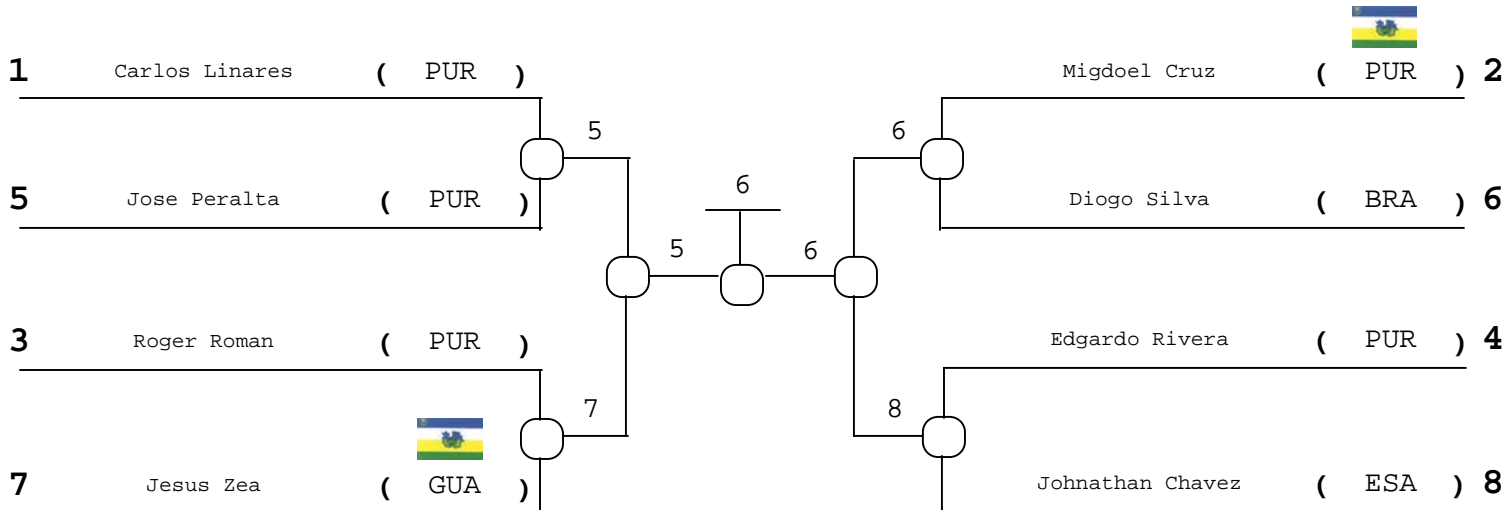 1 Carlos Linares ( PUR ) Migdoel Cruz ( PUR ) 2
5 6
5 Jose Peralta ( PUR ) 6 Diogo Silva ( BRA ) 6
5 6
3 Roger Roman ( PUR ) Edgardo Rivera ( PUR ) 4
7 8
7 Jesus Zea ( GUA ) Johnathan Chavez ( ESA ) 8